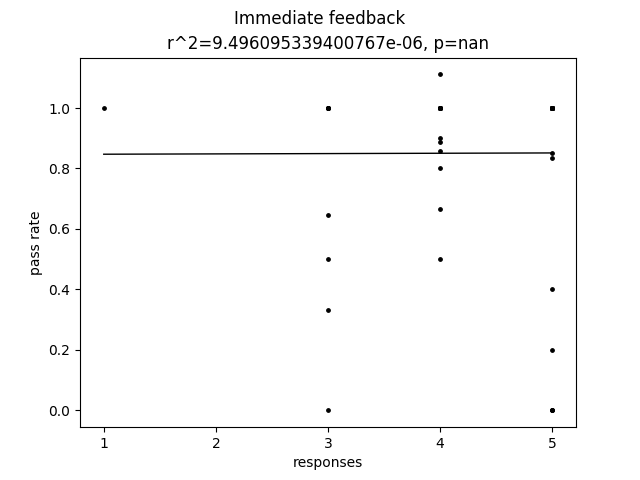 Immediate feedback
r^2=9.496095339400767e-06, p=nan
1.0
0.8
0.6
0.4
0.2
0.0
pass rate
1 2 3 4 5
responses